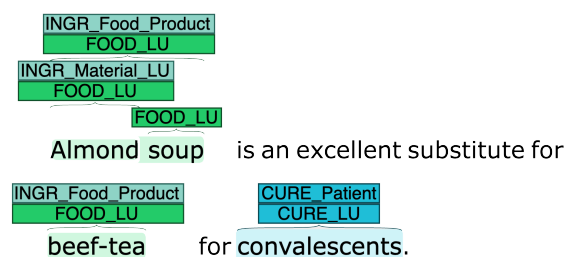 INGR_Food_Product
FOOD_LU
INGR_Material_LU
FOOD_LU
FOOD_LU
Almond soup is an excellent substitute for
INGR_Food_Product CURE_Patient
FOOD_LU CURE_LU
beef-tea for convalescents.